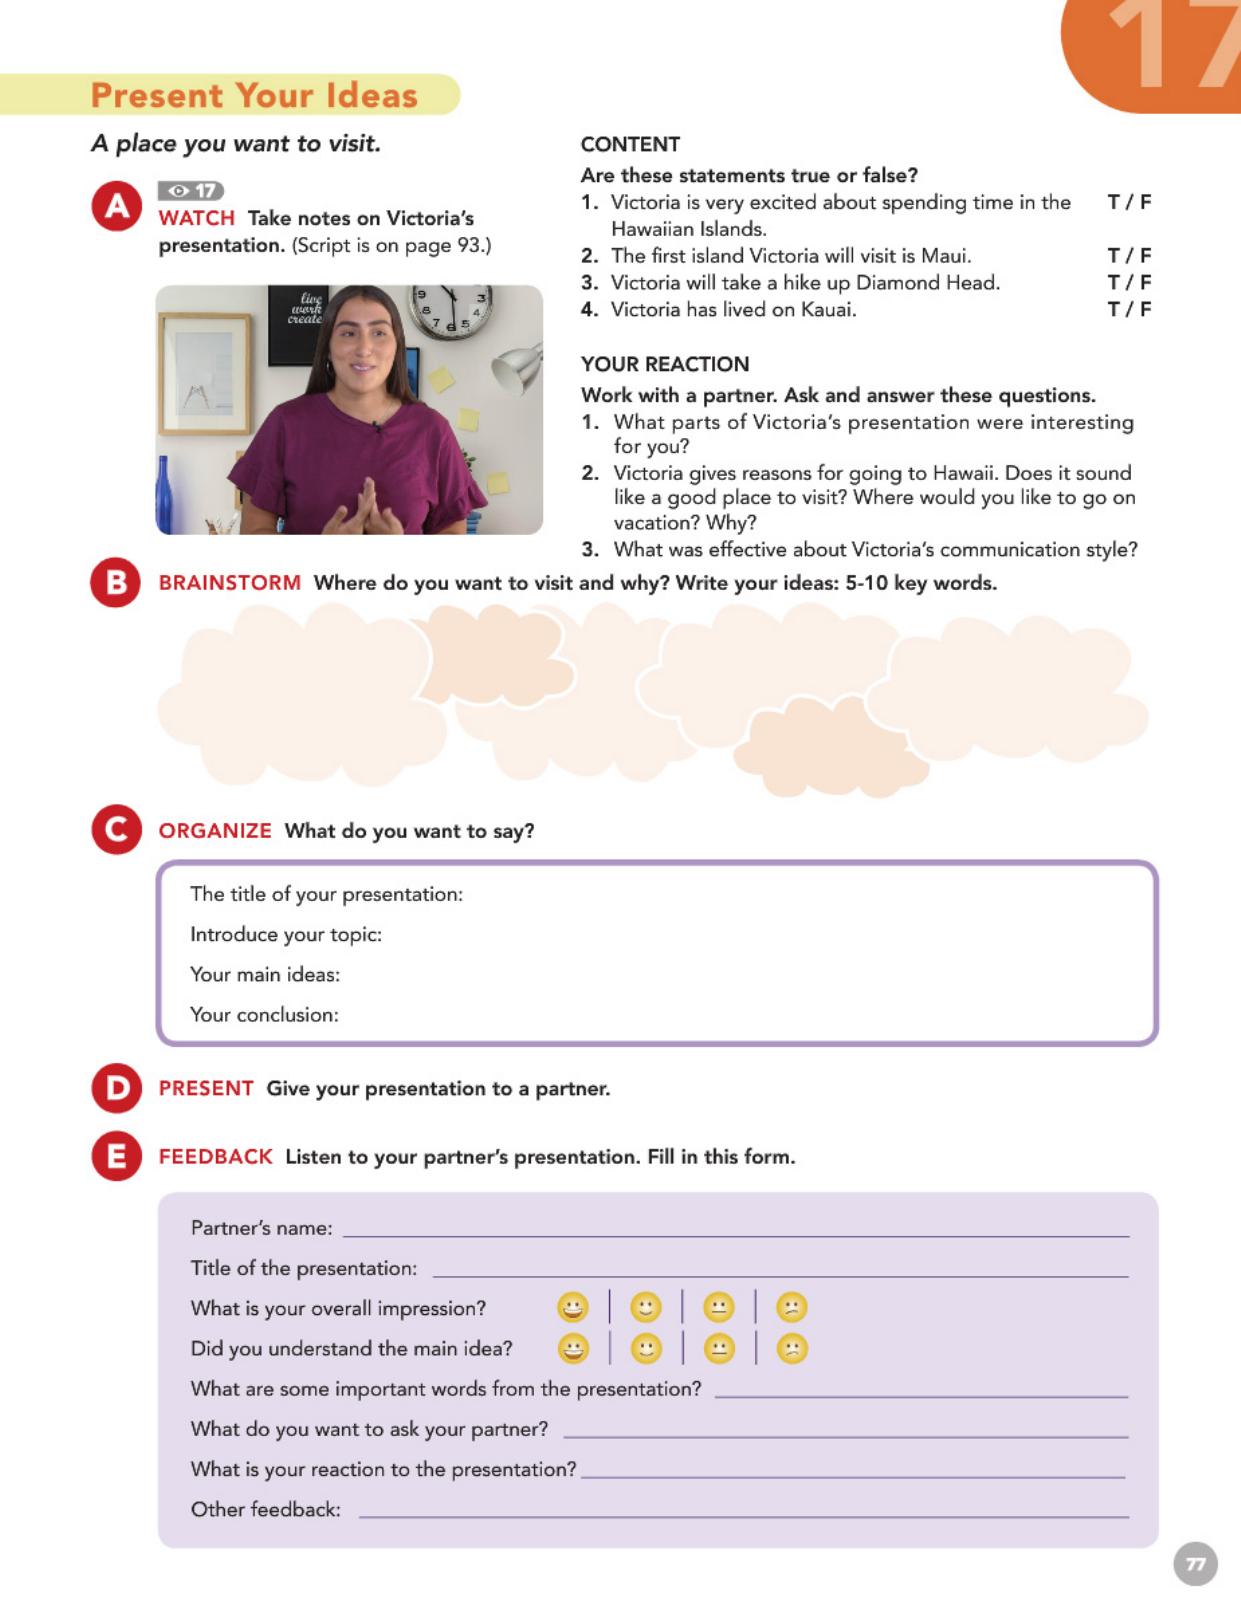 17
Present Your Ideas
A place you want to visit.
A
17
WATCH Take notes on Victoria's
presentation. (Script is on page 93.)
live
work
create
9
3
8
4
7
6
5
CONTENT
Are these statements true or false?
1. Victoria is very excited about spending time in the T / F
Hawaiian Islands.
2. The first island Victoria will visit is Maui. T / F
3. Victoria will take a hike up Diamond Head. T / F
4. Victoria has lived on Kauai. T / F
YOUR REACTION
Work with a partner. Ask and answer these questions.
1. What parts of Victoria's presentation were interesting
for you?
2. Victoria gives reasons for going to Hawaii. Does it sound
like a good place to visit? Where would you like to go on
vacation? Why?
3. What was effective about Victoria's communication style?
B
BRAINSTORM Where do you want to visit and why? Write your ideas: 5-10 key words.
C
ORGANIZE What do you want to say?
The title of your presentation:
Introduce your topic:
Your main ideas:
Your conclusion:
D
PRESENT Give your presentation to a partner.
E
FEEDBACK Listen to your partner's presentation. Fill in this form.
Partner's name:
Title of the presentation:
What is your overall impression?
Did you understand the main idea?
What are some important words from the presentation?
What do you want to ask your partner?
What is your reaction to the presentation?
Other feedback:
77